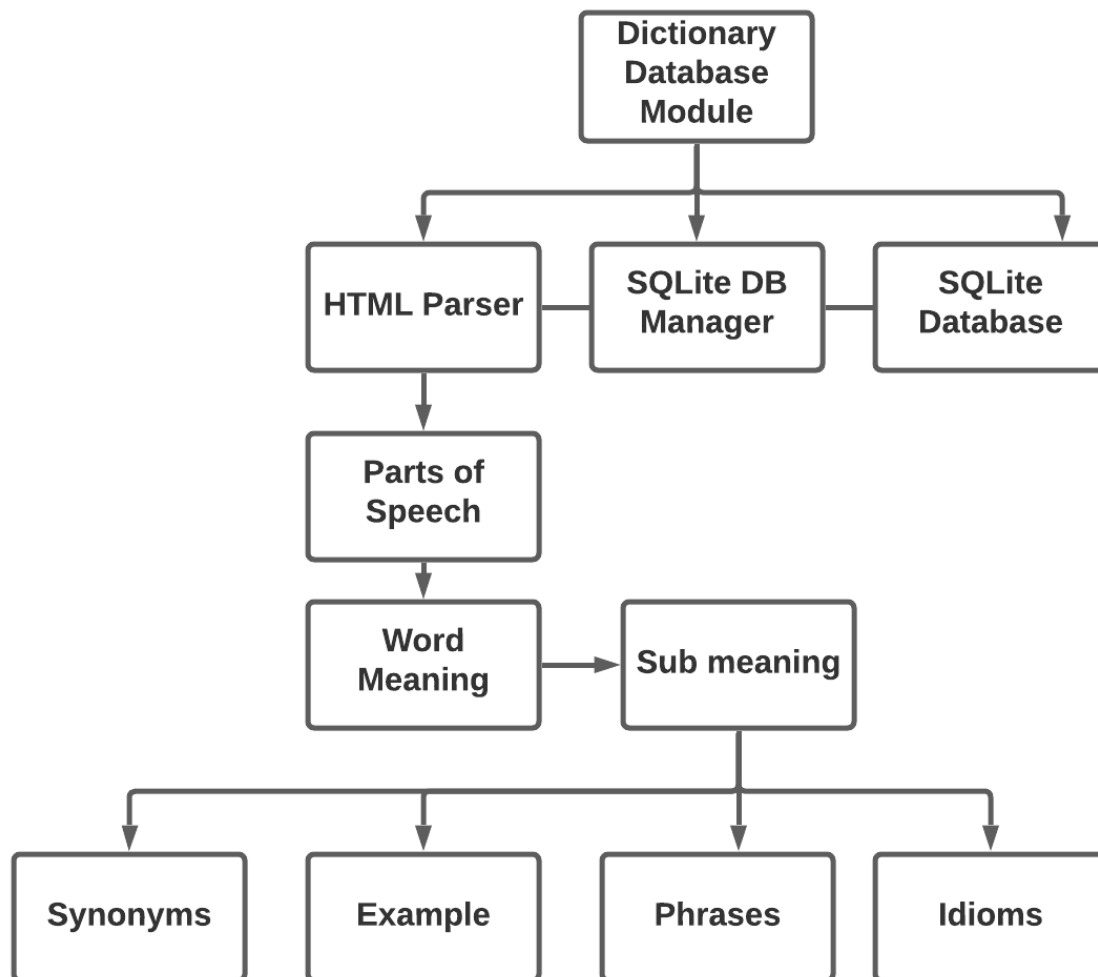 Dictionary
Database
Module
HTML Parser
SQLite DB
Manager
SQLite
Database
Parts of
Speech
Word
Meaning
Sub meaning
Synonyms
Example
Phrases
Idioms